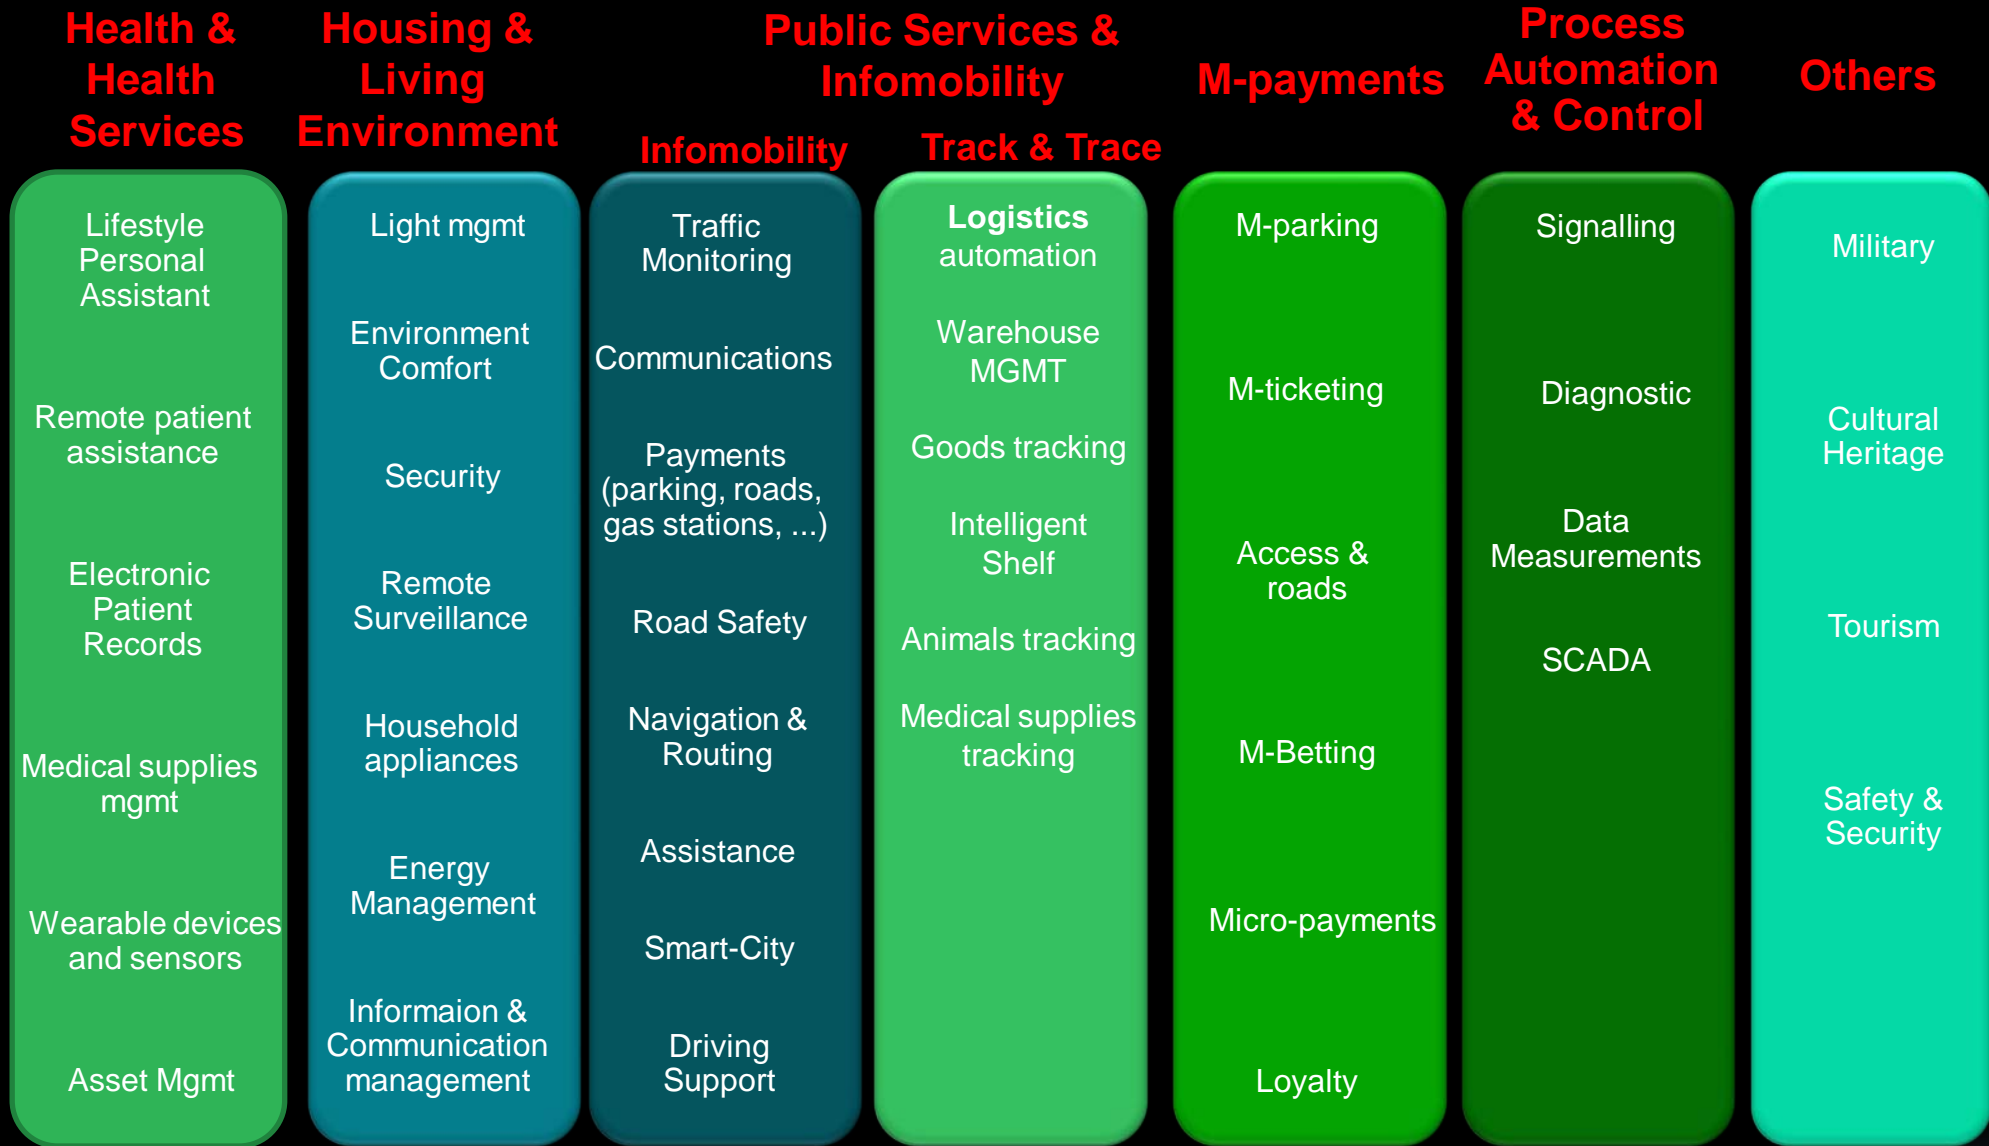 Health &
Health
Services
Housing &
Living
Environment
Public Services &
Infomobility
Infomobility
Track & Trace
M-payments
Process
Automation
& Control
Others
Lifestyle
Personal
Assistant
Remote patient
assistance
Electronic
Patient
Records
Medical supplies
mgmt
Wearable devices
and sensors
Asset Mgmt
Light mgmt
Environment
Comfort
Security
Remote
Surveillance
Household
appliances
Energy
Management
Informaion &
Communication
management
Traffic
Monitoring
Communications
Payments
(parking, roads,
gas stations, ...)
Road Safety
Navigation &
Routing
Assistance
Smart-City
Driving
Support
Logistics
automation
Warehouse
MGMT
Goods tracking
Intelligent
Shelf
Animals tracking
Medical supplies
tracking
M-parking
M-ticketing
Access &
roads
M-Betting
Micro-payments
Loyalty
Signalling
Diagnostic
Data
Measurements
SCADA
Military
Cultural
Heritage
Tourism
Safety &
Security